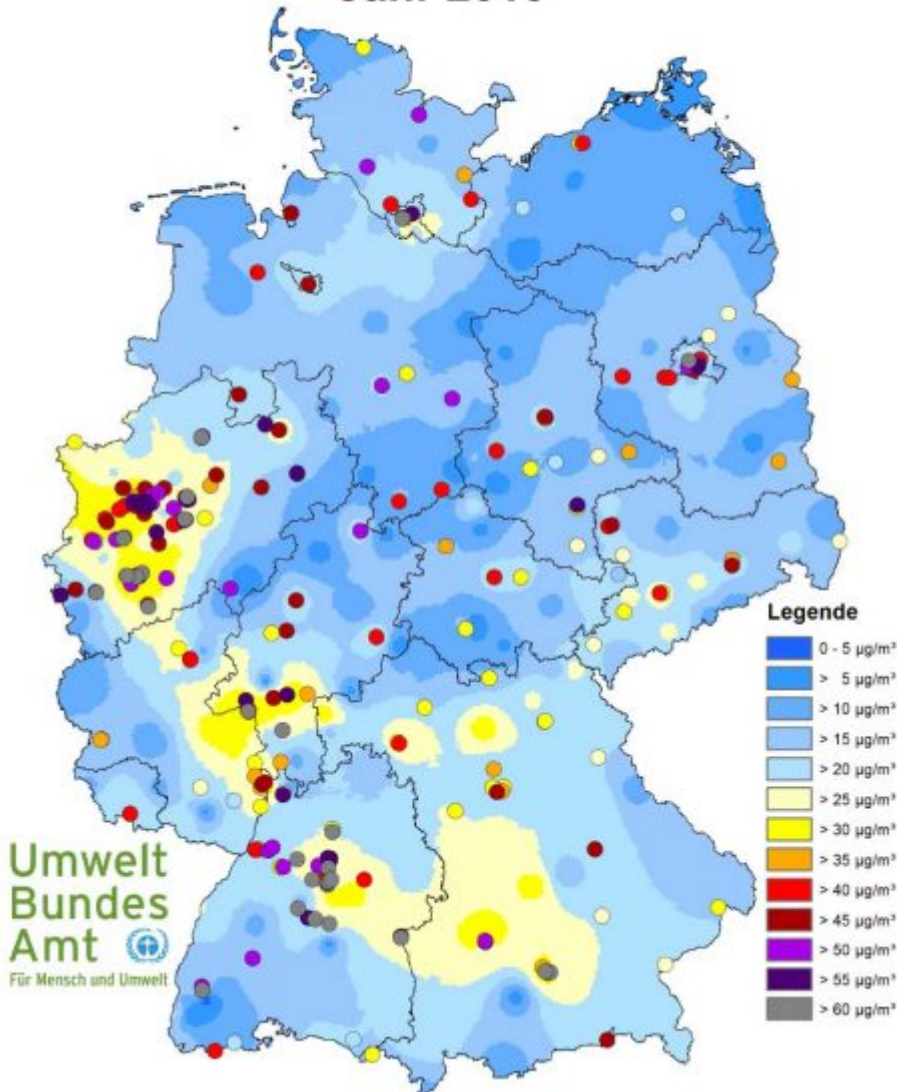 Legende
0 - 5 µg/m³
> 5 µg/m³
> 10 µg/m³
> 15 µg/m³
> 20 µg/m³
> 25 µg/m³
> 30 µg/m³
> 35 µg/m³
> 40 µg/m³
> 45 µg/m³
> 50 µg/m³
> 55 µg/m³
> 60 µg/m³
Umwelt
Bundes
Amt
Für Mensch und Umwelt